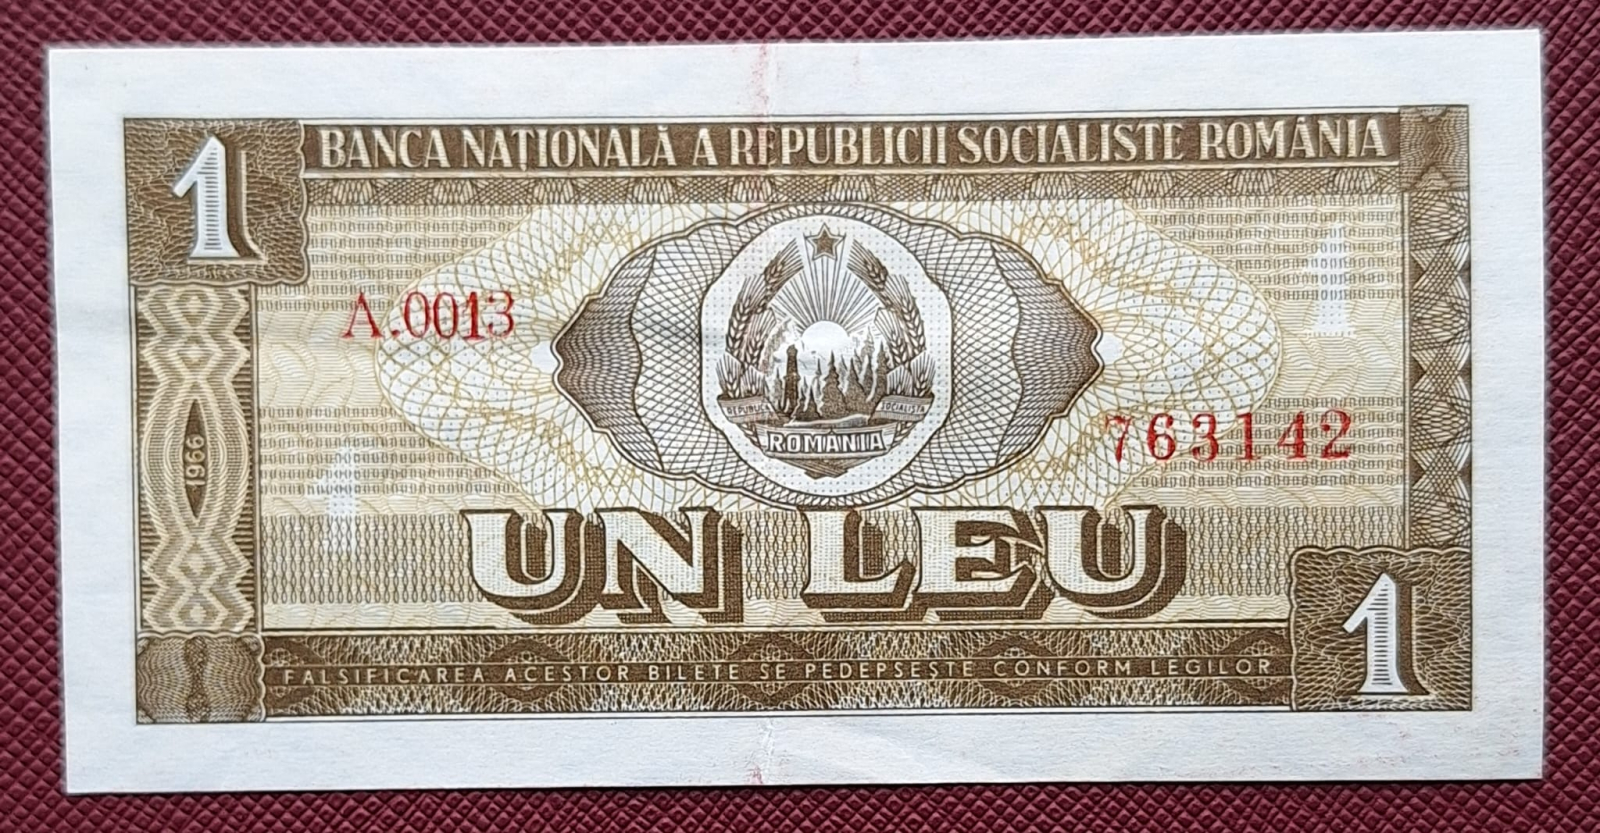 1
BANCA NAȚIONALĂ A REPUBLICII SOCIALISTE ROMÂNIA
A.0013
REPUBLICA SOCIALISTA
ROMÂNIA
763142
1966
UN LEU
1
FALSIFICAREA ACESTOR BILETE SE PEDEPSEȘTE CONFORM LEGILOR